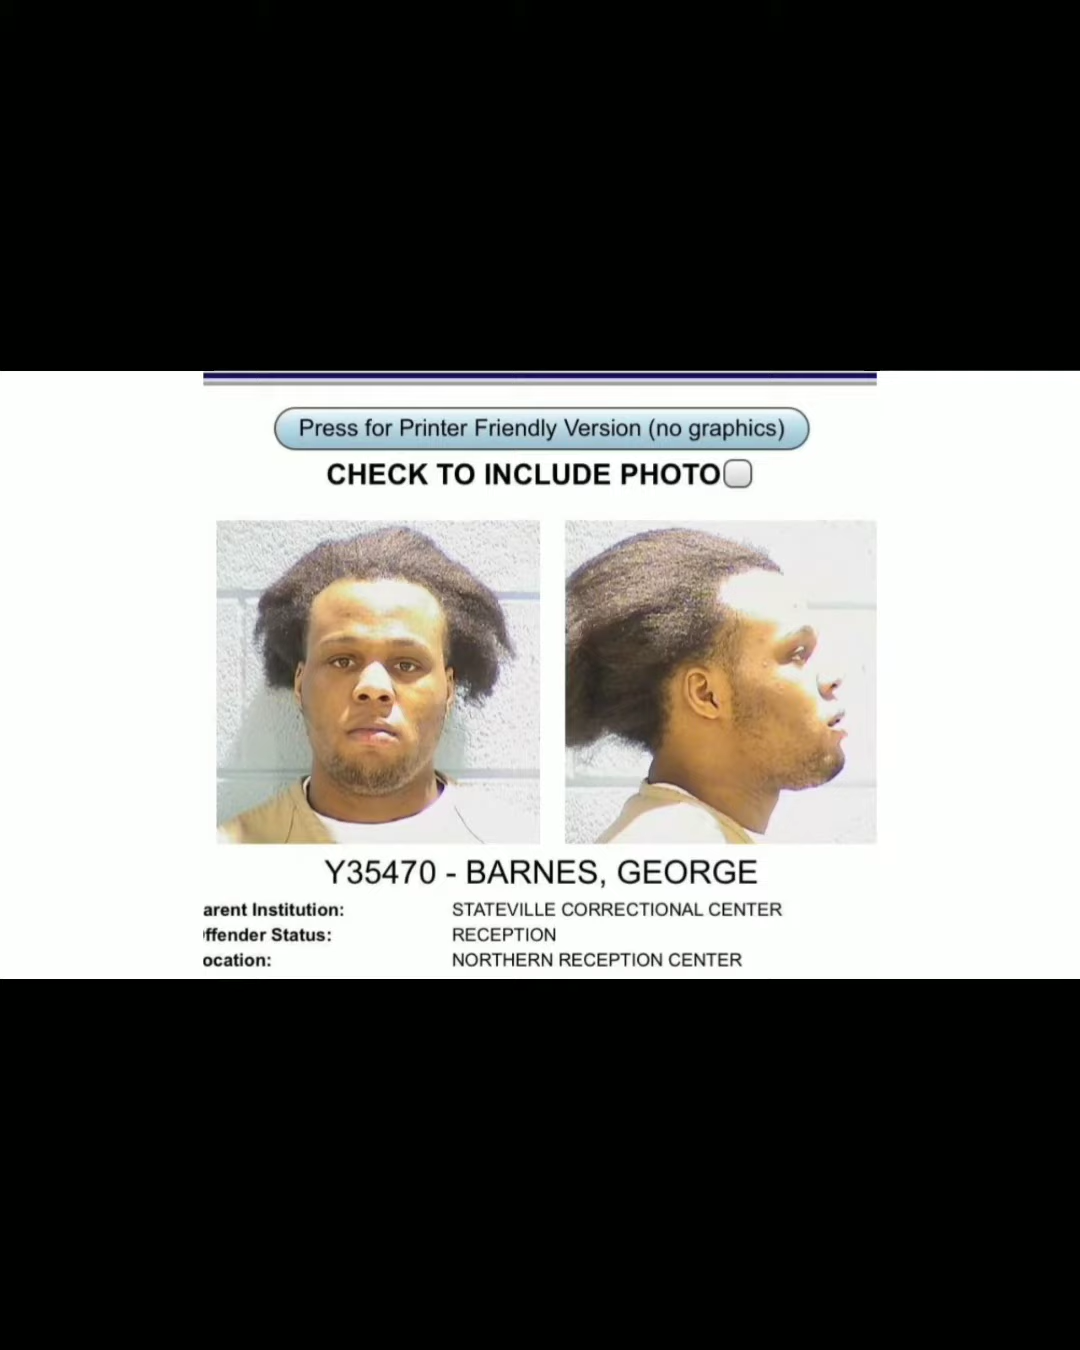 Press for Printer Friendly Version (no graphics)
CHECK TO INCLUDE PHOTO
Y35470 - BARNES, GEORGE
arent Institution: STATEVILLE CORRECTIONAL CENTER
ffender Status: RECEPTION
ocation: NORTHERN RECEPTION CENTER